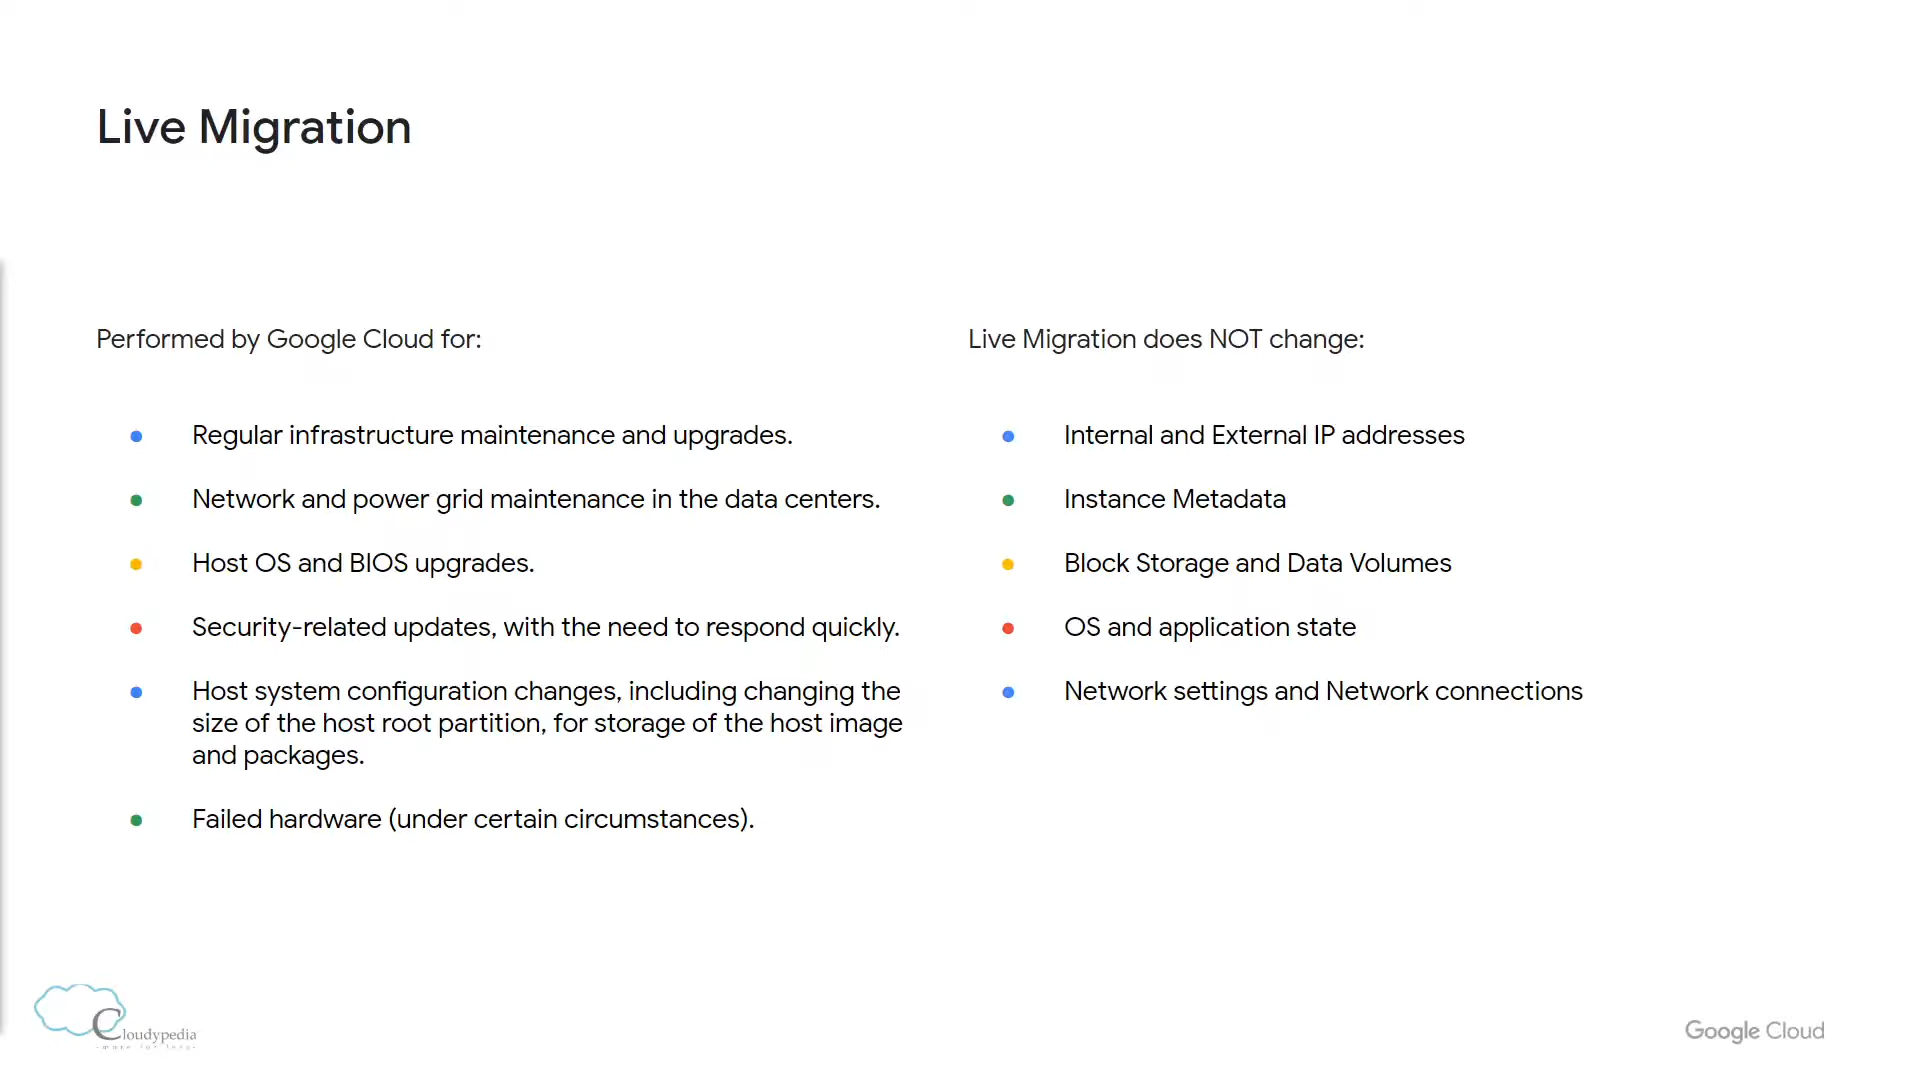 Live Migration
Performed by Google Cloud for:
Regular infrastructure maintenance and upgrades.
Network and power grid maintenance in the data centers.
Host OS and BIOS upgrades.
Security-related updates, with the need to respond quickly.
Host system configuration changes, including changing the
size of the host root partition, for storage of the host image
and packages.
Failed hardware (under certain circumstances).
Live Migration does NOT change:
Internal and External IP addresses
Instance Metadata
Block Storage and Data Volumes
OS and application state
Network settings and Network connections
Cloudypedia
Google Cloud